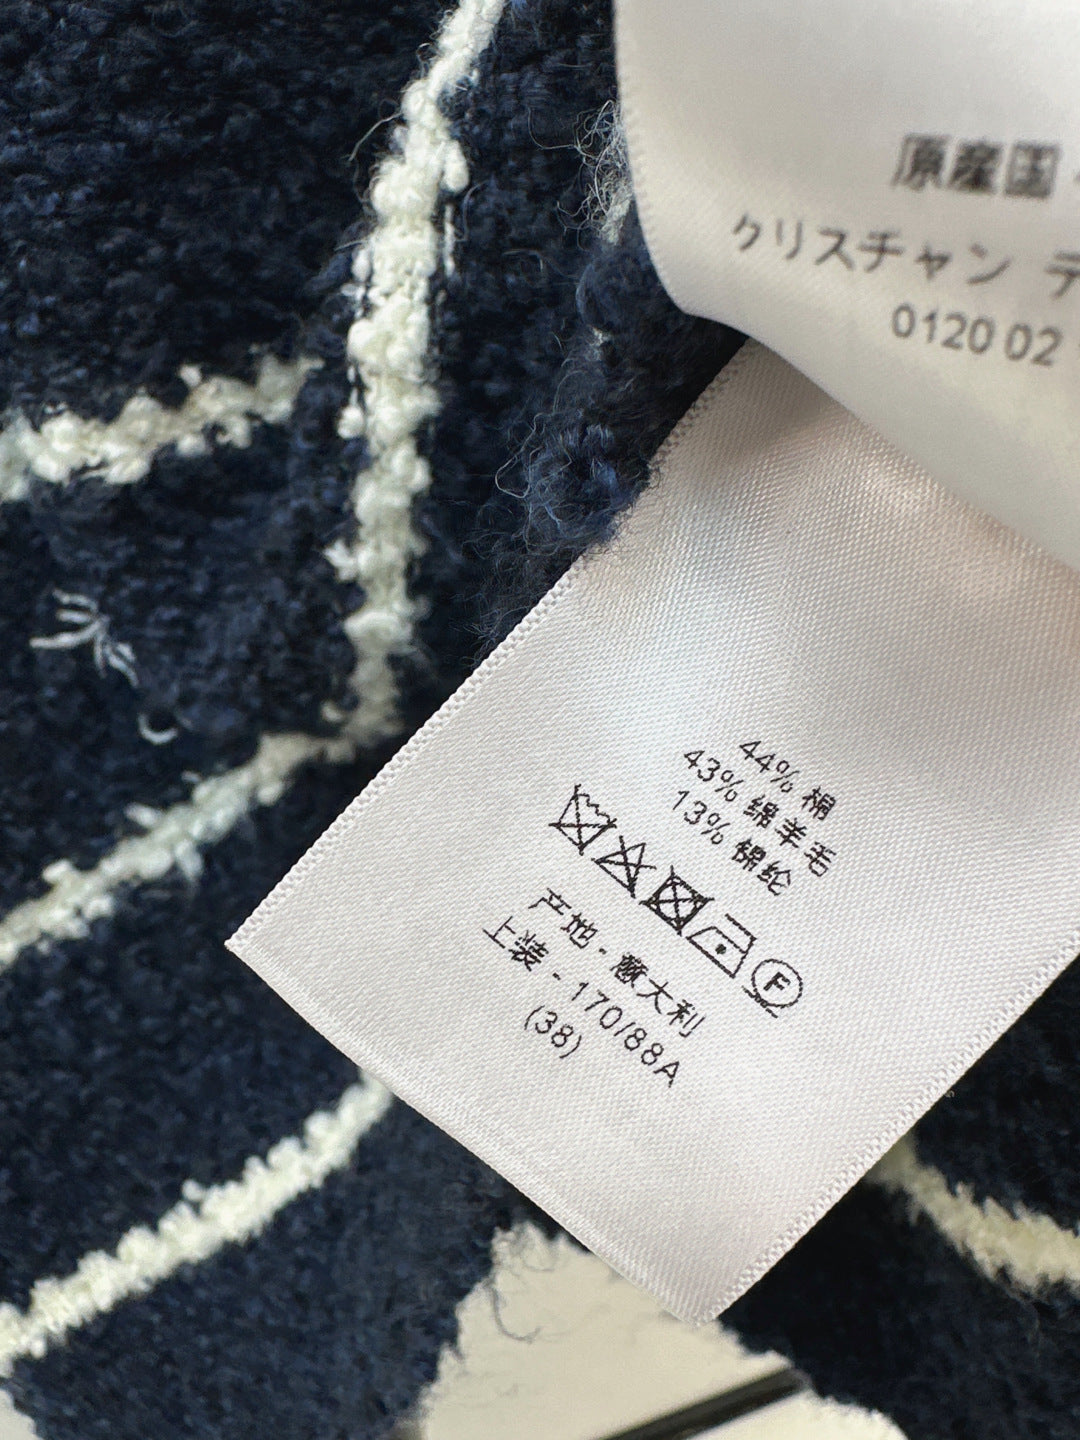 原産国
クリスチャン デ
0120 02
44% 棉
43% 绵羊毛
13% 锦纶
F
产地 - 意大利
上装 - 170/88A
(38)